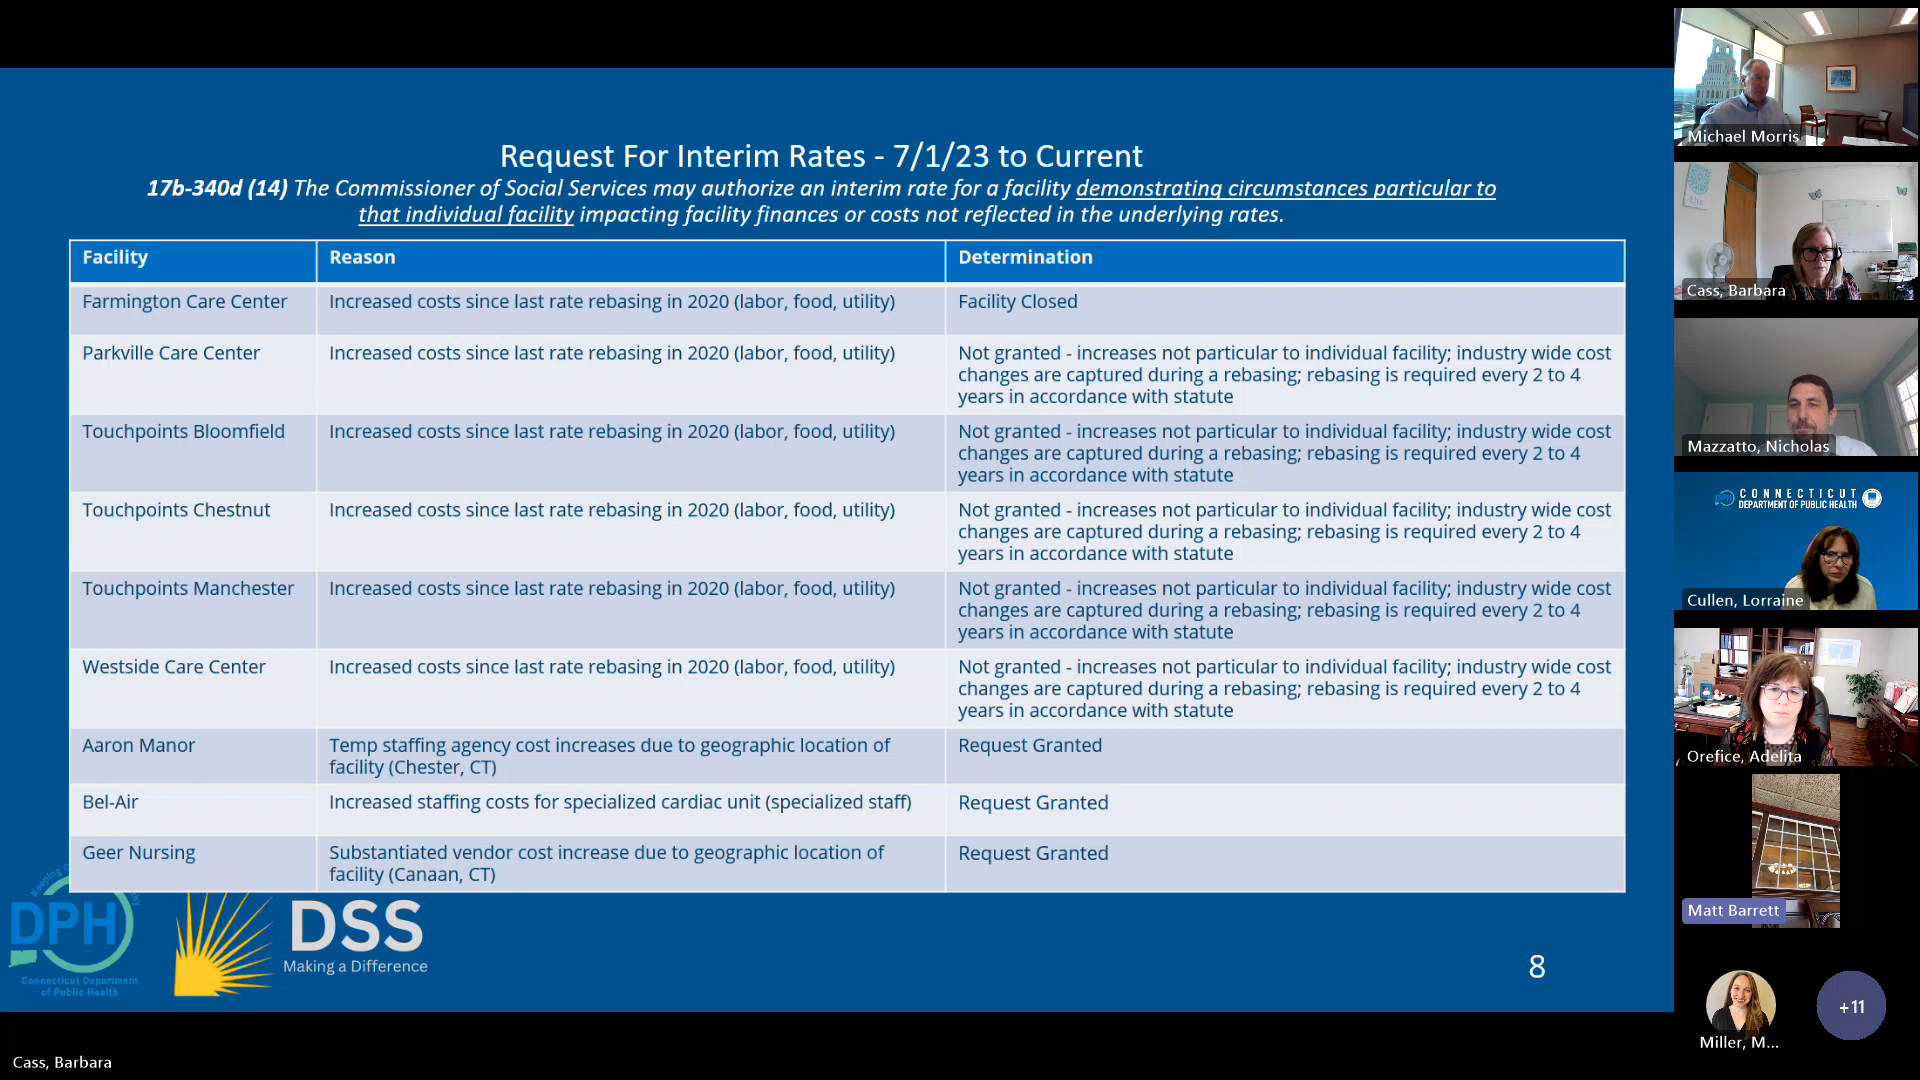 Request For Interim Rates - 7/1/23 to Current
17b-340d (14) The Commissioner of Social Services may authorize an interim rate for a facility demonstrating circumstances particular to
that individual facility impacting facility finances or costs not reflected in the underlying rates.
Facility Reason Determination
Farmington Care Center Increased costs since last rate rebasing in 2020 (labor, food, utility) Facility Closed
Parkville Care Center Increased costs since last rate rebasing in 2020 (labor, food, utility) Not granted - increases not particular to individual facility; industry wide cost
changes are captured during a rebasing; rebasing is required every 2 to 4
years in accordance with statute
Touchpoints Bloomfield Increased costs since last rate rebasing in 2020 (labor, food, utility) Not granted - increases not particular to individual facility; industry wide cost
changes are captured during a rebasing; rebasing is required every 2 to 4
years in accordance with statute
Touchpoints Chestnut Increased costs since last rate rebasing in 2020 (labor, food, utility) Not granted - increases not particular to individual facility; industry wide cost
changes are captured during a rebasing; rebasing is required every 2 to 4
years in accordance with statute
Touchpoints Manchester Increased costs since last rate rebasing in 2020 (labor, food, utility) Not granted - increases not particular to individual facility; industry wide cost
changes are captured during a rebasing; rebasing is required every 2 to 4
years in accordance with statute
Westside Care Center Increased costs since last rate rebasing in 2020 (labor, food, utility) Not granted - increases not particular to individual facility; industry wide cost
changes are captured during a rebasing; rebasing is required every 2 to 4
years in accordance with statute
Aaron Manor Temp staffing agency cost increases due to geographic location of Request Granted
facility (Chester, CT)
Bel-Air Increased staffing costs for specialized cardiac unit (specialized staff) Request Granted
Geer Nursing Substantiated vendor cost increase due to geographic location of Request Granted
facility (Canaan, CT)
Keeping
DPH
Connecticut Department
of Public Health
DSS
Making a Difference
8
Cass, Barbara
Michael Morris
Cass, Barbara
Mazzatto, Nicholas
DPH CONNECTICUT
DEPARTMENT OF PUBLIC HEALTH
Cullen, Lorraine
Orefice, Adelita
Matt Barrett
Miller, M...
+11